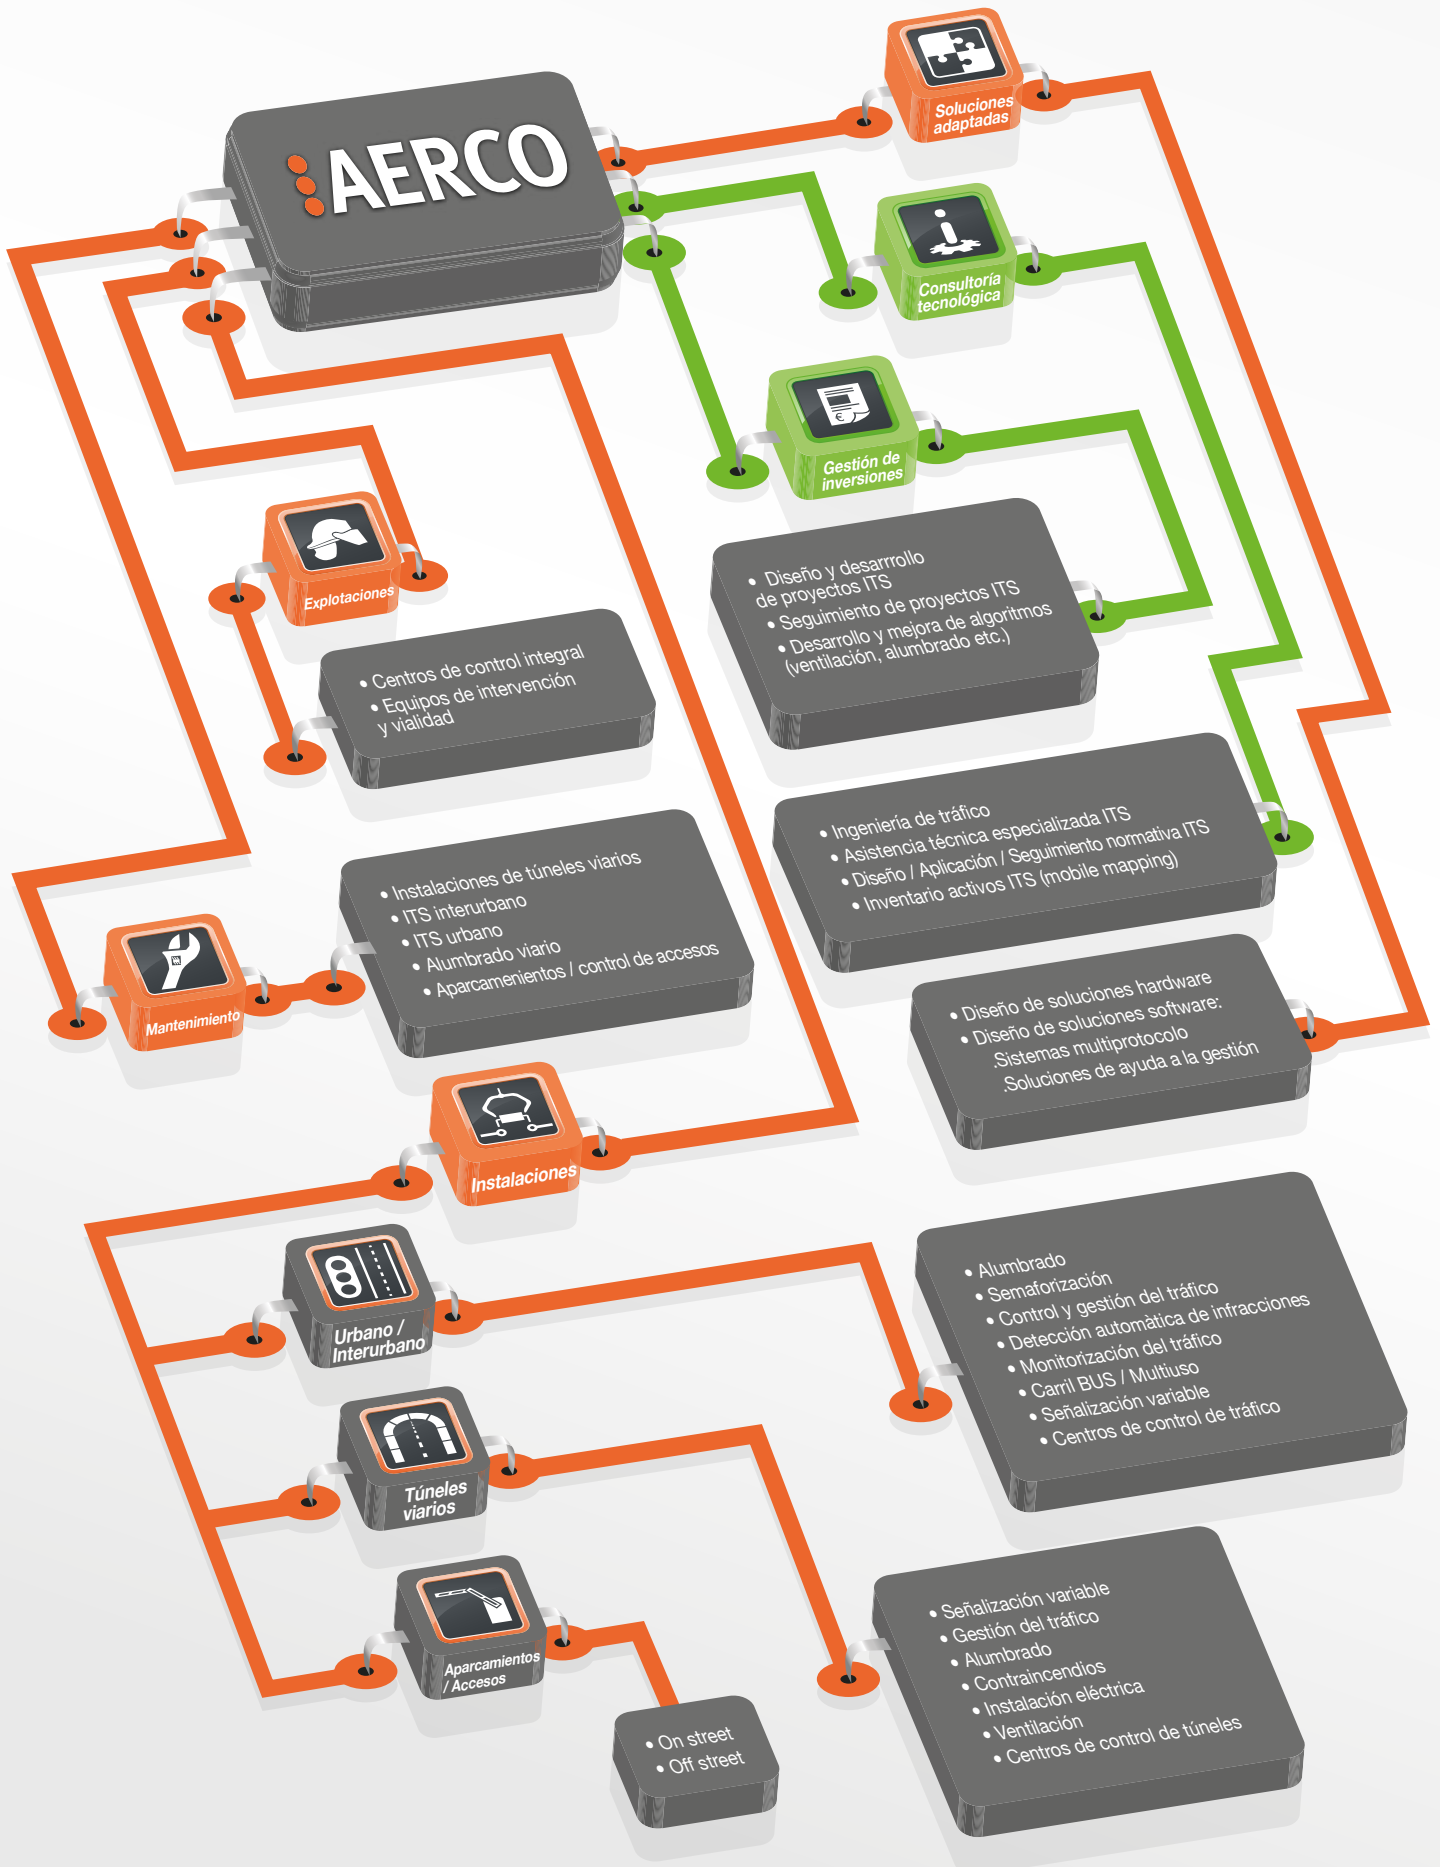 AERCO
Soluciones
adaptadas
Consultoría
tecnológica
Gestión de
inversiones
€
• Diseño y desarrrollo
de proyectos ITS
• Seguimiento de proyectos ITS
• Desarrollo y mejora de algoritmos
(ventilación, alumbrado etc.)
Explotaciones
• Centros de control integral
• Equipos de intervención
y vialidad
• Ingeniería de tráfico
• Asistencia técnica especializada ITS
• Diseño / Aplicación / Seguimiento normativa ITS
• Inventario activos ITS (mobile mapping)
Mantenimiento
• Instalaciones de túneles viarios
• ITS interurbano
• ITS urbano
• Alumbrado viario
• Aparcamenientos / control de accesos
• Diseño de soluciones hardware
• Diseño de soluciones software:
.Sistemas multiprotocolo
.Soluciones de ayuda a la gestión
Instalaciones
Urbano /
Interurbano
• Alumbrado
• Semaforización
• Control y gestión del tráfico
• Detección automàtica de infracciones
• Monitorización del tráfico
• Carril BUS / Multiuso
• Señalización variable
• Centros de control de tráfico
Túneles
viarios
• Señalización variable
• Gestión del tráfico
• Alumbrado
• Contraincendios
• Instalación eléctrica
• Ventilación
• Centros de control de túneles
Aparcamientos
/ Accesos
• On street
• Off street